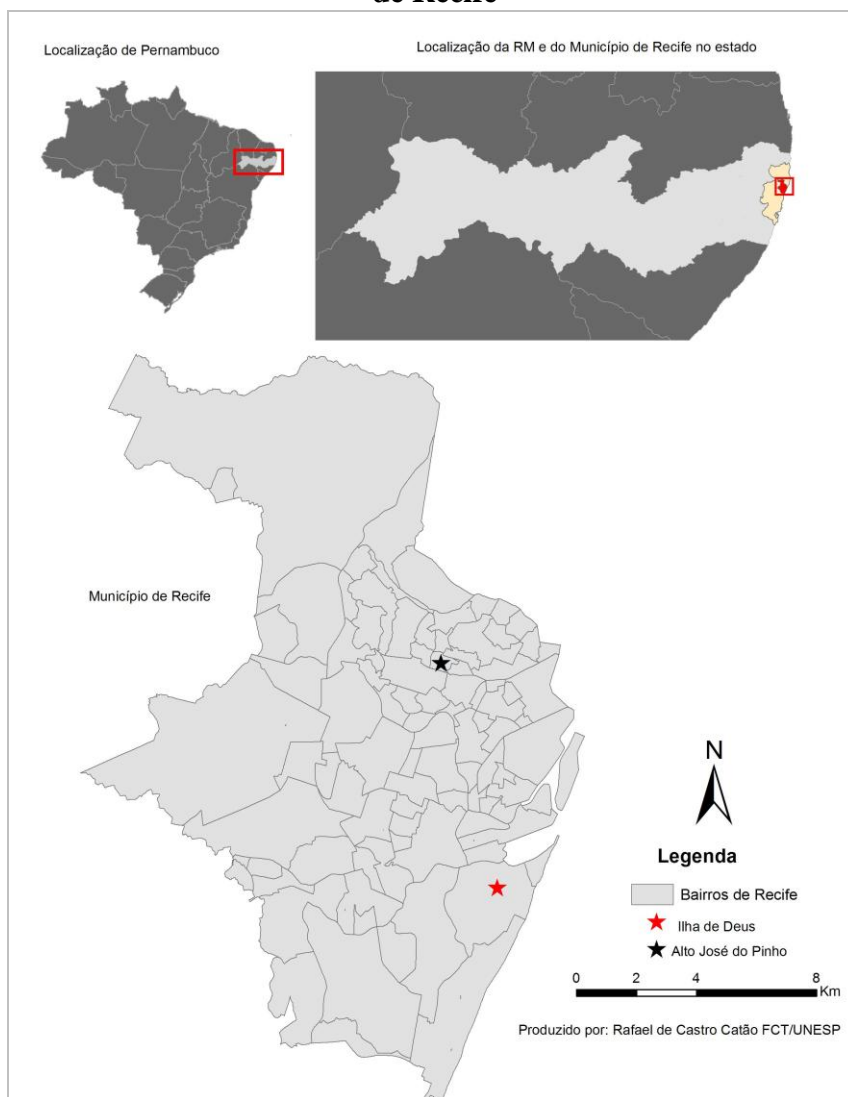 de Recife
Localização de Pernambuco
Localização da RM e do Município de Recife no estado
Município de Recife
N
Legenda
Bairros de Recife
Ilha de Deus
Alto José do Pinho
0 2 4 8
Km
Produzido por: Rafael de Castro Catão FCT/UNESP